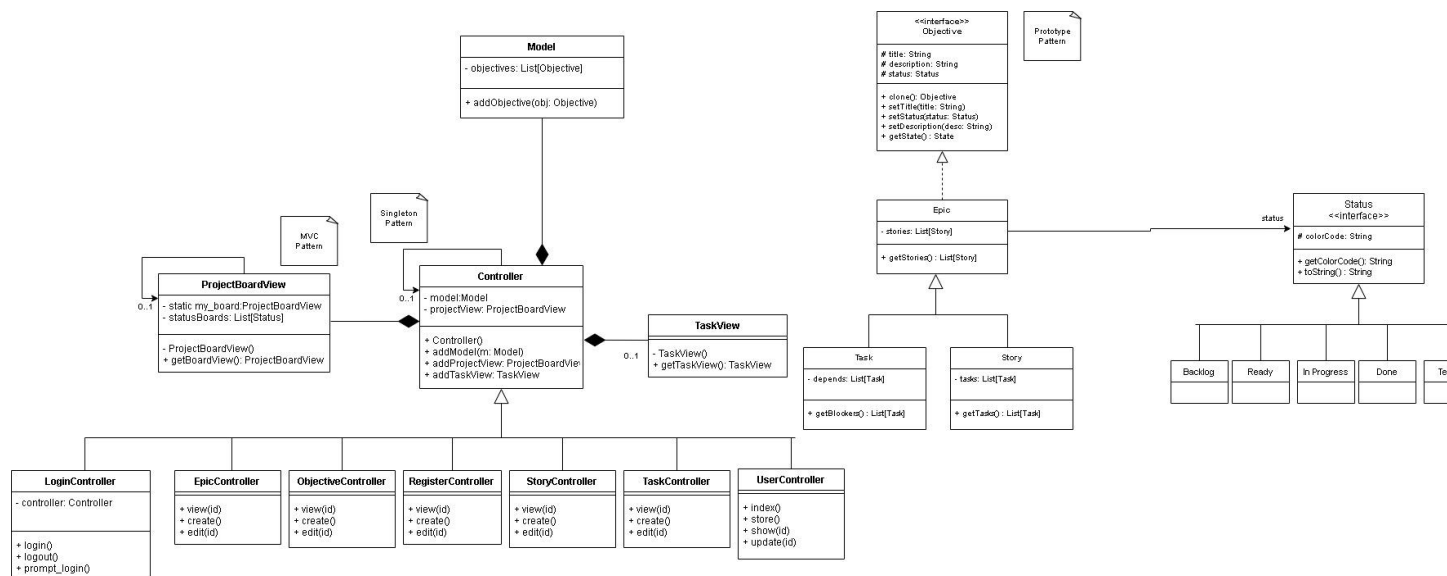 Model
- objectives: List[Objective]
+ addObjective(obj: Objective)
<<interface>>
Objective
# title: String
# description: String
# status: Status
+ clone(): Objective
+ setTitle(title: String)
+ setStatus(status: Status)
+ setDescription(desc: String)
+ getState() : State
Prototype
Pattern
Singleton
Pattern
MVC
Pattern
ProjectBoardView
- static my_board:ProjectBoardView
- statusBoards: List[Status]
- ProjectBoardView()
+ getBoardView(): ProjectBoardView
0..1
Controller
- model:Model
- projectView: ProjectBoardView
+ Controller()
+ addModel(m: Model)
+ addProjectView: ProjectBoardView
+ addTaskView: TaskView
0..1
TaskView
- TaskView()
+ getTaskView(): TaskView
0..1
Epic
- stories: List[Story]
+ getStories() : List[Story]
status
Status
<<interface>>
# colorCode: String
+ getColorCode(): String
+ toString() : String
Task
- depends: List[Task]
+ getBlockers() : List[Task]
Story
- tasks: List[Task]
+ getTasks() : List[Task]
Backlog
Ready
In Progress
Done
Te
LoginController
- controller: Controller
+ login()
+ logout()
+ prompt_login()
EpicController
+ view(id)
+ create()
+ edit(id)
ObjectiveController
+ view(id)
+ create()
+ edit(id)
RegisterController
+ view(id)
+ create()
+ edit(id)
StoryController
+ view(id)
+ create()
+ edit(id)
TaskController
+ view(id)
+ create()
+ edit(id)
UserController
+ index()
+ store()
+ show(id)
+ update(id)